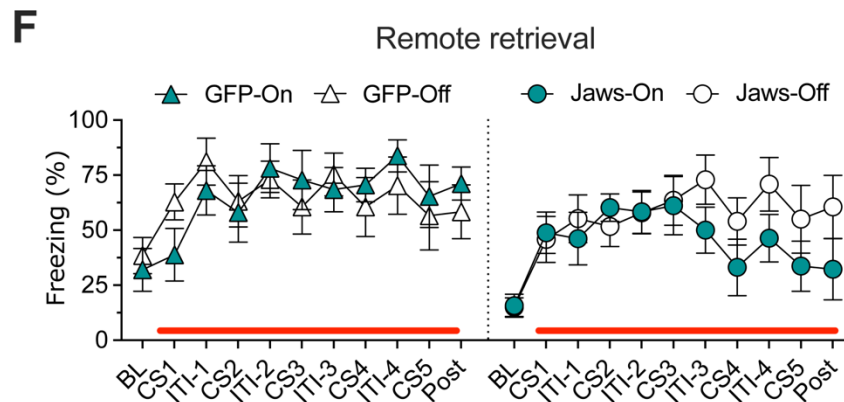 F
Remote retrieval
GFP-On GFP-Off Jaws-On Jaws-Off
Freezing (%)
100
75
50
25
0
BL CS1 ITI-1 CS2 ITI-2 CS3 ITI-3 CS4 ITI-4 CS5 Post BL CS1 ITI-1 CS2 ITI-2 CS3 ITI-3 CS4 ITI-4 CS5 Post